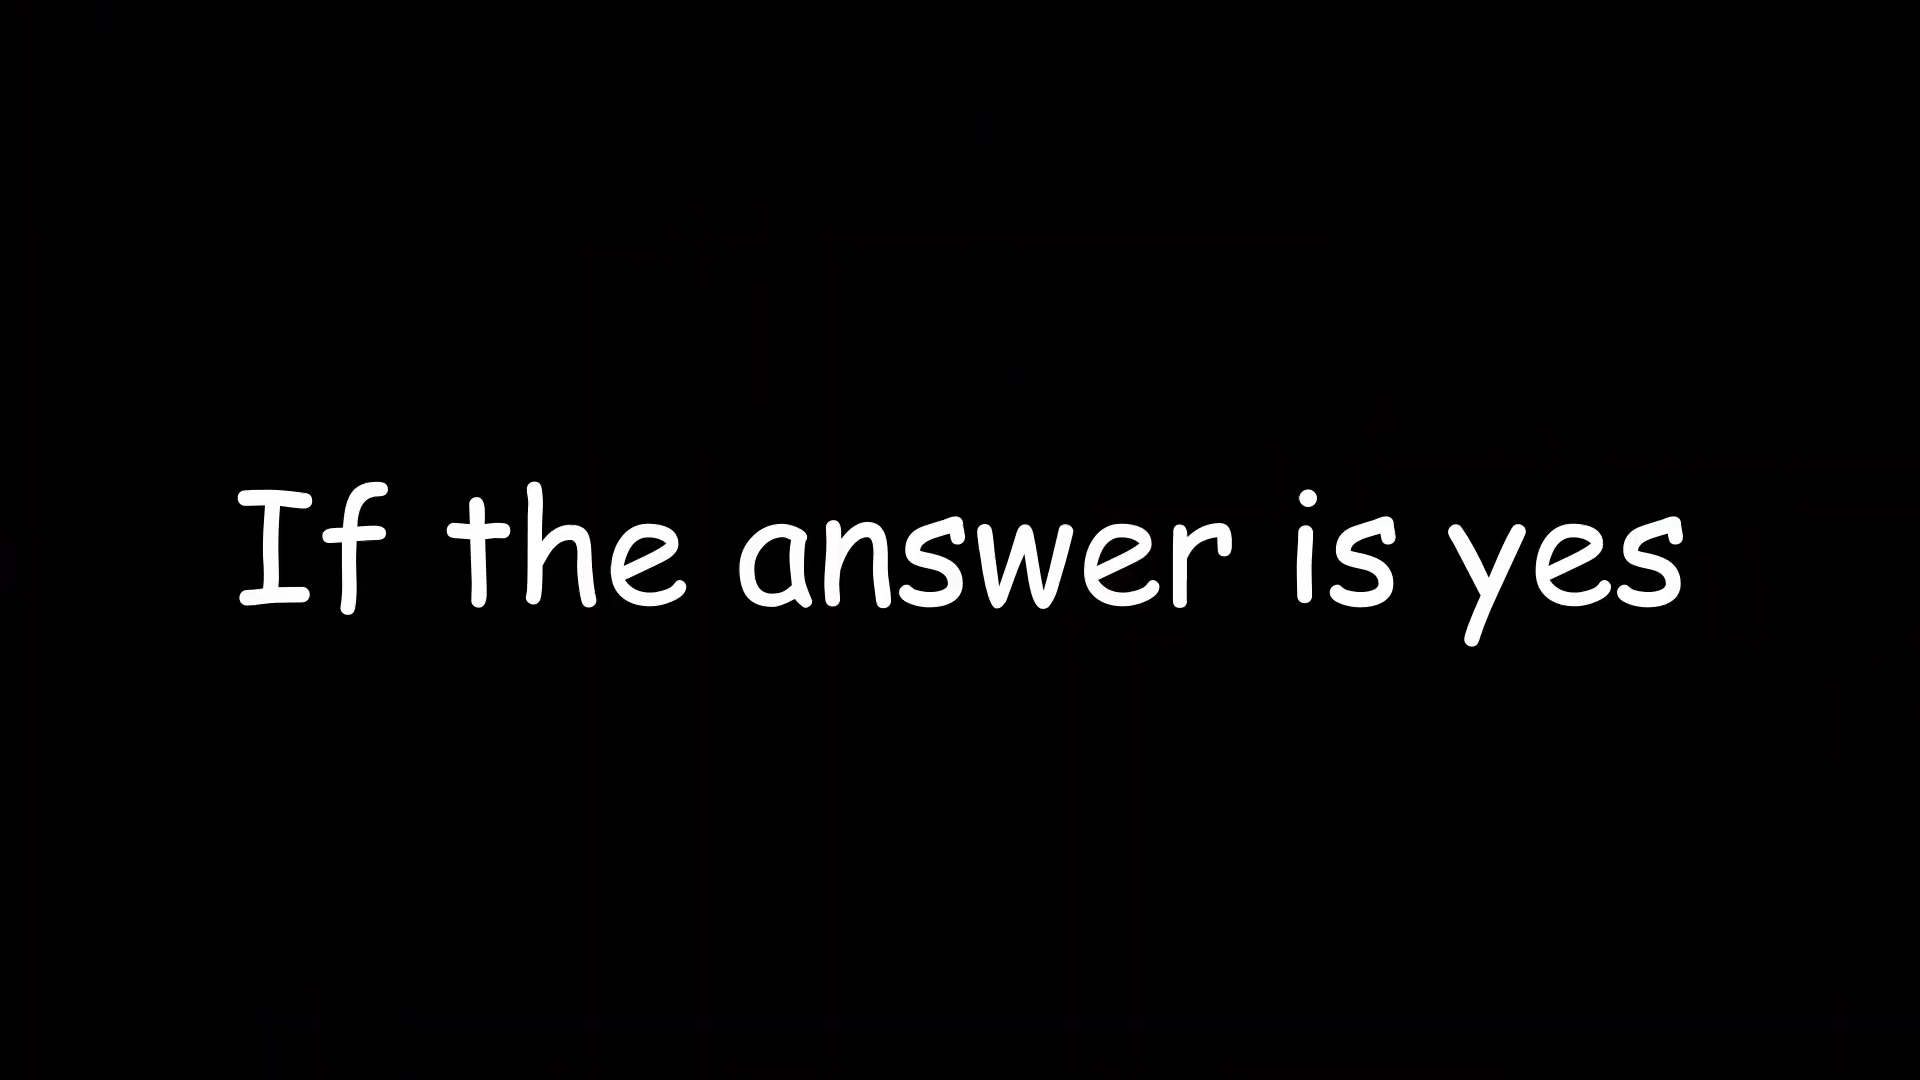 If the answer is yes